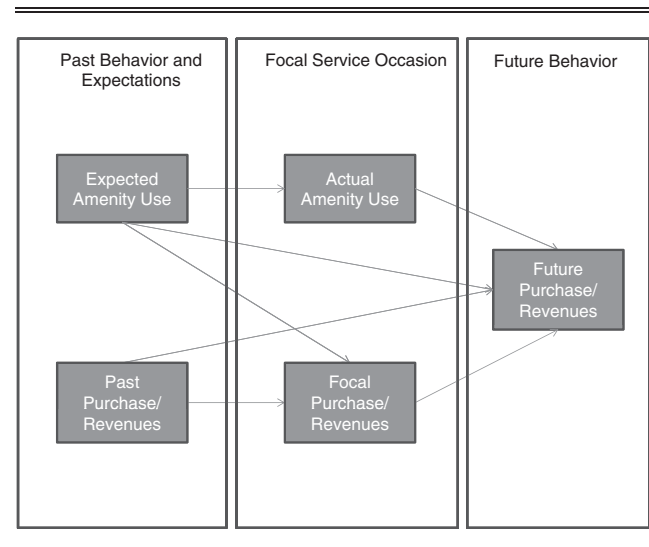 Past Behavior and
Expectations
Focal Service Occasion
Future Behavior
Expected
Amenity Use
Actual
Amenity Use
Future
Purchase/
Revenues
Past
Purchase/
Revenues
Focal
Purchase/
Revenues